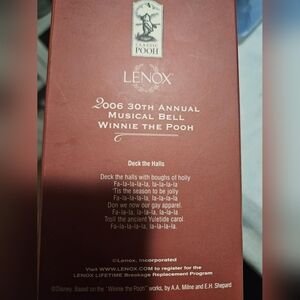 CLASSIC
POOH
LENOX
2006 30TH ANNUAL
MUSICAL BELL
WINNIE THE POOH
Deck the Halls
Deck the halls with boughs of holly
Fa-la-la-la-la, la-la-la-la
'Tis the season to be jolly
Fa-la-la-la-la, la-la-la-la
Don we now our gay apparel
Fa-la-la-la-la, la-la-la-la
Troll the ancient Yuletide carol
Fa-la-la-la-la, la-la-la-la.
©Lenox, Incorporated
Visit WWW.LENOX.COM to register for the
LENOX LIFETIME Breakage Replacement Program
©Disney. Based on the "Winnie the Pooh" works, by A.A. Milne and E.H. Shepard